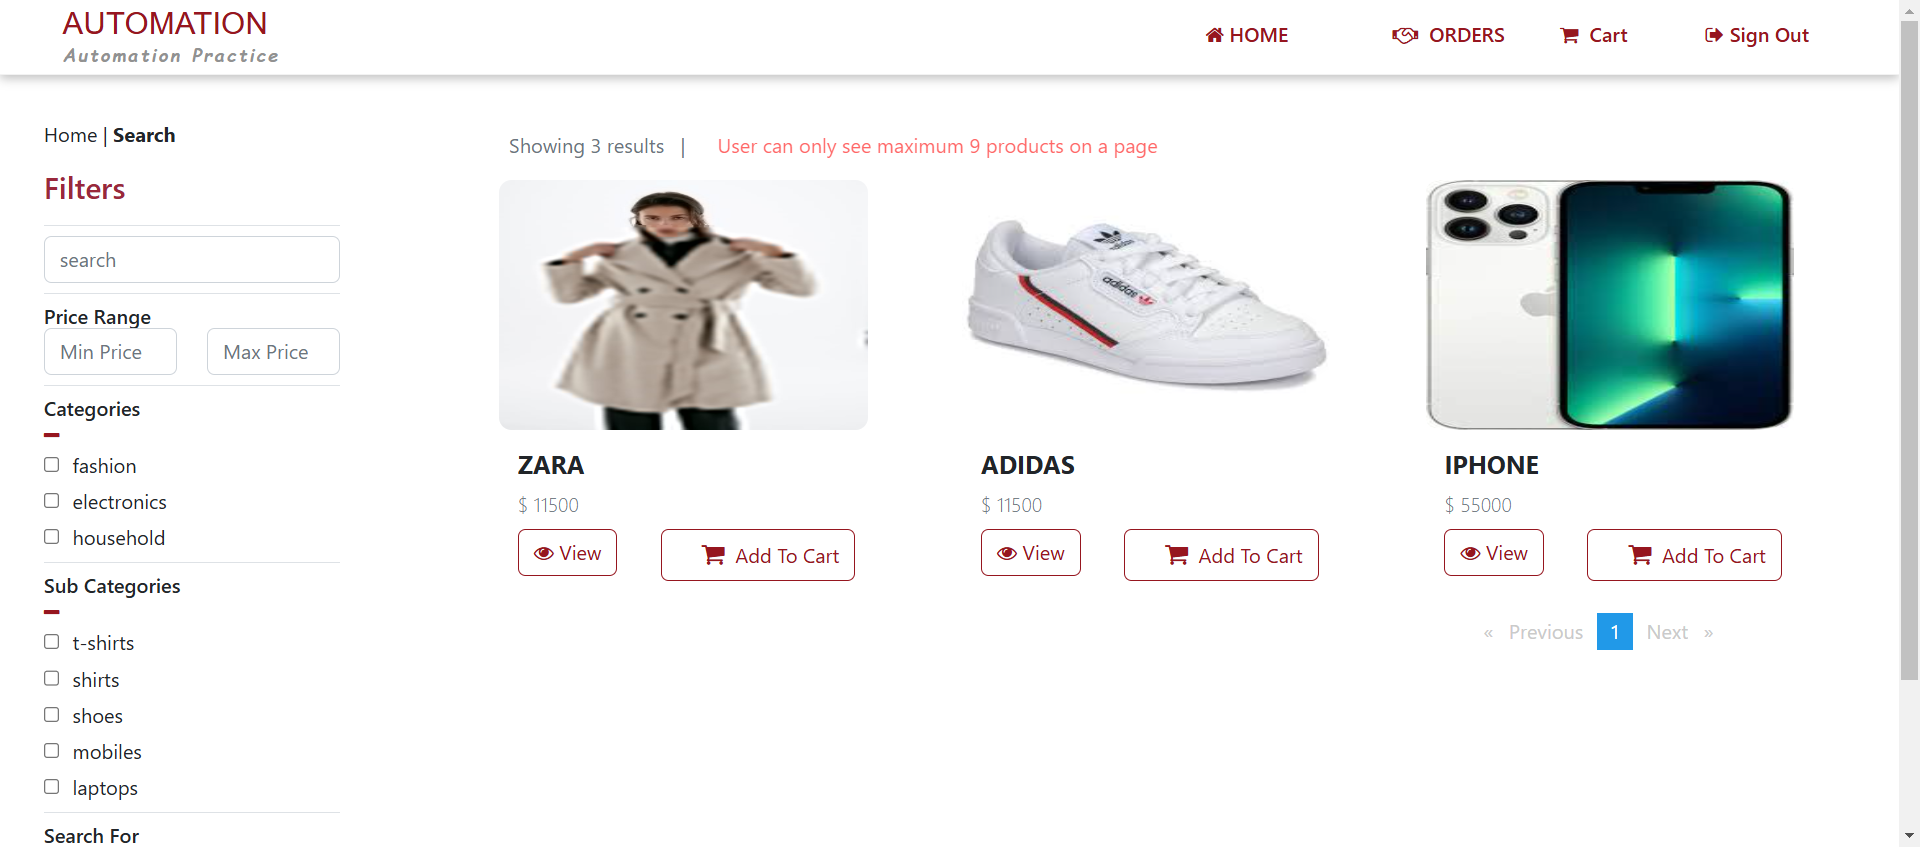 AUTOMATION
Automation Practice
HOME
ORDERS
Cart
Sign Out
Home | Search
Filters
search
Price Range
Min Price
Max Price
Categories
fashion
electronics
household
Sub Categories
t-shirts
shirts
shoes
mobiles
laptops
Search For
Showing 3 results |
User can only see maximum 9 products on a page
adidas
adidas
ZARA
$ 11500
View
Add To Cart
ADIDAS
$ 11500
View
Add To Cart
IPHONE
$ 55000
View
Add To Cart
« Previous 1 Next »